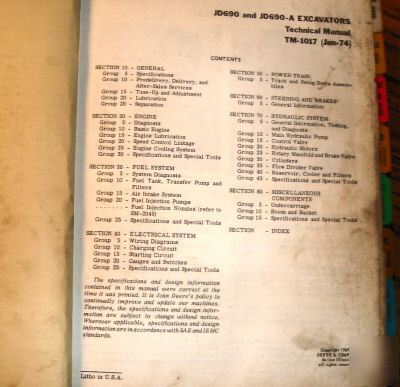 JD690 and JD690-A EXCAVATORS
Technical Manual
TM-1017 (Jan-74)
CONTENTS
SECTION 10 - GENERAL
Group 5 - Specifications
Group 10 - Predelivery, Delivery, and
After-Sales Services
Group 15 - Tune-Up and Adjustment
Group 20 - Lubrication
Group 25 - Separation
SECTION 20 - ENGINE
Group 5 - Diagnosis
Group 10 - Basic Engine
Group 15 - Engine Lubrication
Group 20 - Speed Control Linkage
Group 25 - Engine Cooling System
Group 35 - Specifications and Special Tools
SECTION 30 - FUEL SYSTEM
Group 5 - System Diagnosis
Group 10 - Fuel Tank, Transfer Pump and
Filters
Group 15 - Air Intake System
Group 20 - Fuel Injection Pumps
- Fuel Injection Nozzles (refer to
SM-2045)
Group 25 - Specifications and Special Tools
SECTION 40 - ELECTRICAL SYSTEM
Group 5 - Wiring Diagrams
Group 10 - Charging Circuit
Group 15 - Starting Circuit
Group 20 - Gauges and Switches
Group 25 - Specifications and Special Tools
The specifications and design information
contained in this manual were correct at the
time it was printed. It is John Deere's policy to
continually improve and update our machines.
Therefore, the specifications and design infor-
mation are subject to change without notice.
Wherever applicable, specifications and design
information are in accordance with SAE and IEMC
standards.
Litho in U.S.A.
SECTION 50 - POWER TRAIN
Group 5 - Track and Swing Drive Assem-
blies
SECTION 60 - STEERING AND BRAKES
Group 5 - General Information
SECTION 70 - HYDRAULIC SYSTEM
Group 5 - General Information, Testing,
and Diagnosis
Group 10 - Main Hydraulic Pump
Group 15 - Control Valve
Group 20 - Hydraulic Motors
Group 25 - Rotary Manifold and Brake Valve
Group 30 - Cylinders
Group 35 - Flow Divider Valve
Group 40 - Reservoir, Cooler and Filters
Group 45 - Specifications and Special Tools
SECTION 80 - MISCELLANEOUS
COMPONENTS
Group 5 - Undercarriage
Group 10 - Boom and Bucket
Group 15 - Specifications and Special Tools
SECTION - INDEX
Copyright
DEERE & COMPANY
Moline Illinois